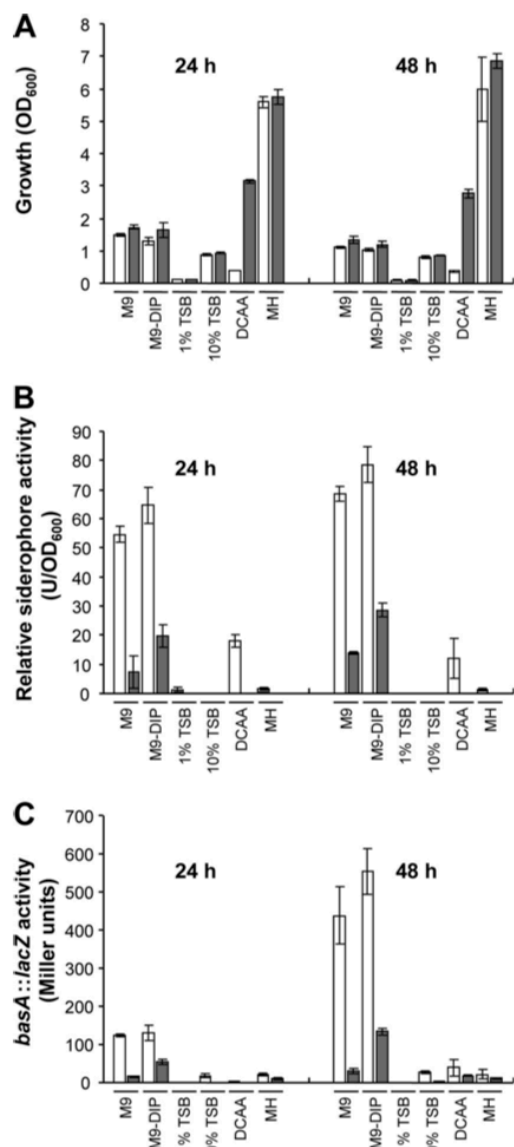 A
Growth (OD600)
8
7
6
5
4
3
2
1
0
24 h
48 h
M9
M9-DIP
1% TSB
10% TSB
DCAA
MH
M9
M9-DIP
1% TSB
10% TSB
DCAA
MH
B
Relative siderophore activity
(U/OD600)
90
80
70
60
50
40
30
20
10
0
24 h
48 h
M9
M9-DIP
1% TSB
10% TSB
DCAA
MH
M9
M9-DIP
1% TSB
10% TSB
DCAA
MH
C
basA::lacZ activity
(Miller units)
700
600
500
400
300
200
100
0
24 h
48 h
M9
M9-DIP
% TSB
% TSB
DCAA
MH
M9
M9-DIP
% TSB
% TSB
DCAA
MH